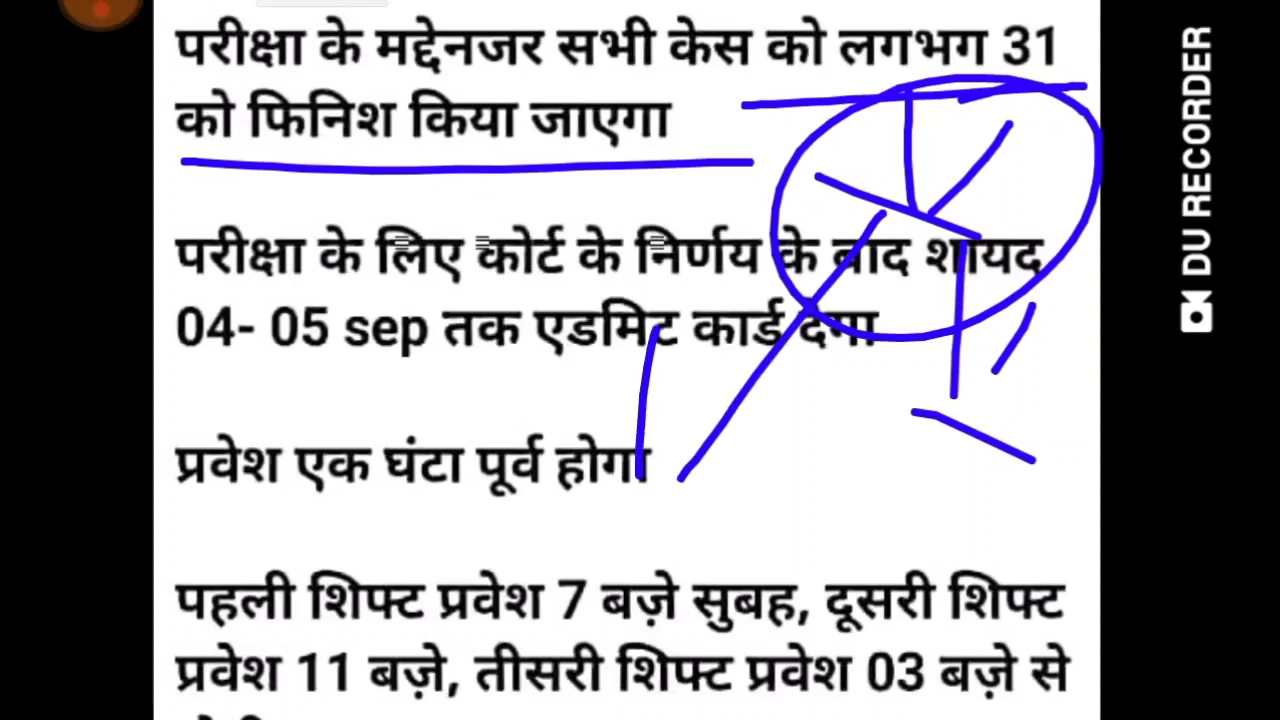 परीक्षा के मद्देनजर सभी केस को लगभग 31
को फिनिश किया जाएगा
परीक्षा के लिए कोर्ट के निर्णय के बाद शायद
04- 05 sep तक एडमिट कार्ड देगा
प्रवेश एक घंटा पूर्व होगा
पहली शिफ्ट प्रवेश 7 बज़े सुबह, दूसरी शिफ्ट
प्रवेश 11 बज़े, तीसरी शिफ्ट प्रवेश 03 बज़े से
DU RECORDER